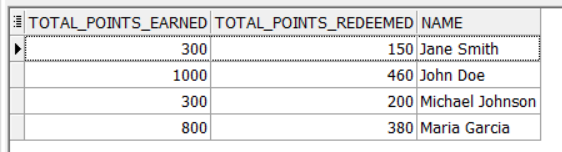 TOTAL_POINTS_EARNED TOTAL_POINTS_REDEEMED NAME
300 150 Jane Smith
1000 460 John Doe
300 200 Michael Johnson
800 380 Maria Garcia